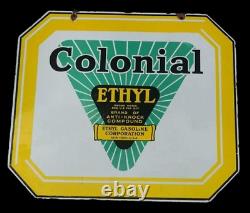 Colonial
ETHYL
BRAND OF
ANTI-KNOCK
COMPOUND
ETHYL GASOLINE
CORPORATION